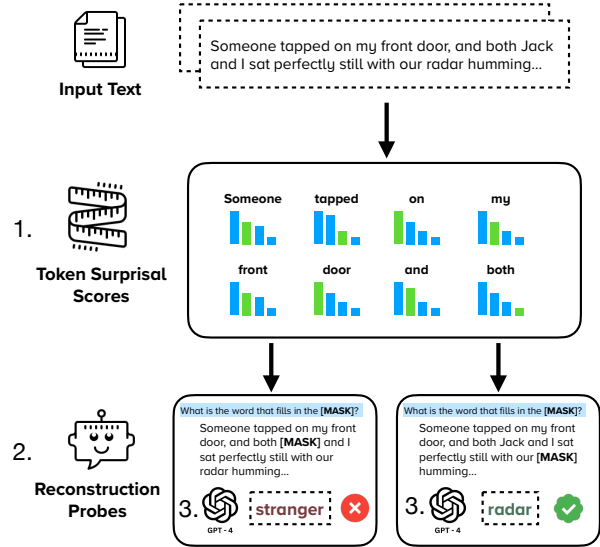 Input Text
Someone tapped on my front door, and both Jack
and I sat perfectly still with our radar humming...
1.
Token Surprisal
Scores
Someone tapped on my
front door and both
2.
Reconstruction
Probes
What is the word that fills in the [MASK]?
Someone tapped on my front
door, and both [MASK] and I
sat perfectly still with our
radar humming...
3.
GPT - 4
stranger
What is the word that fills in the [MASK]?
Someone tapped on my front
door, and both Jack and I sat
perfectly still with our [MASK]
humming...
3.
GPT - 4
radar